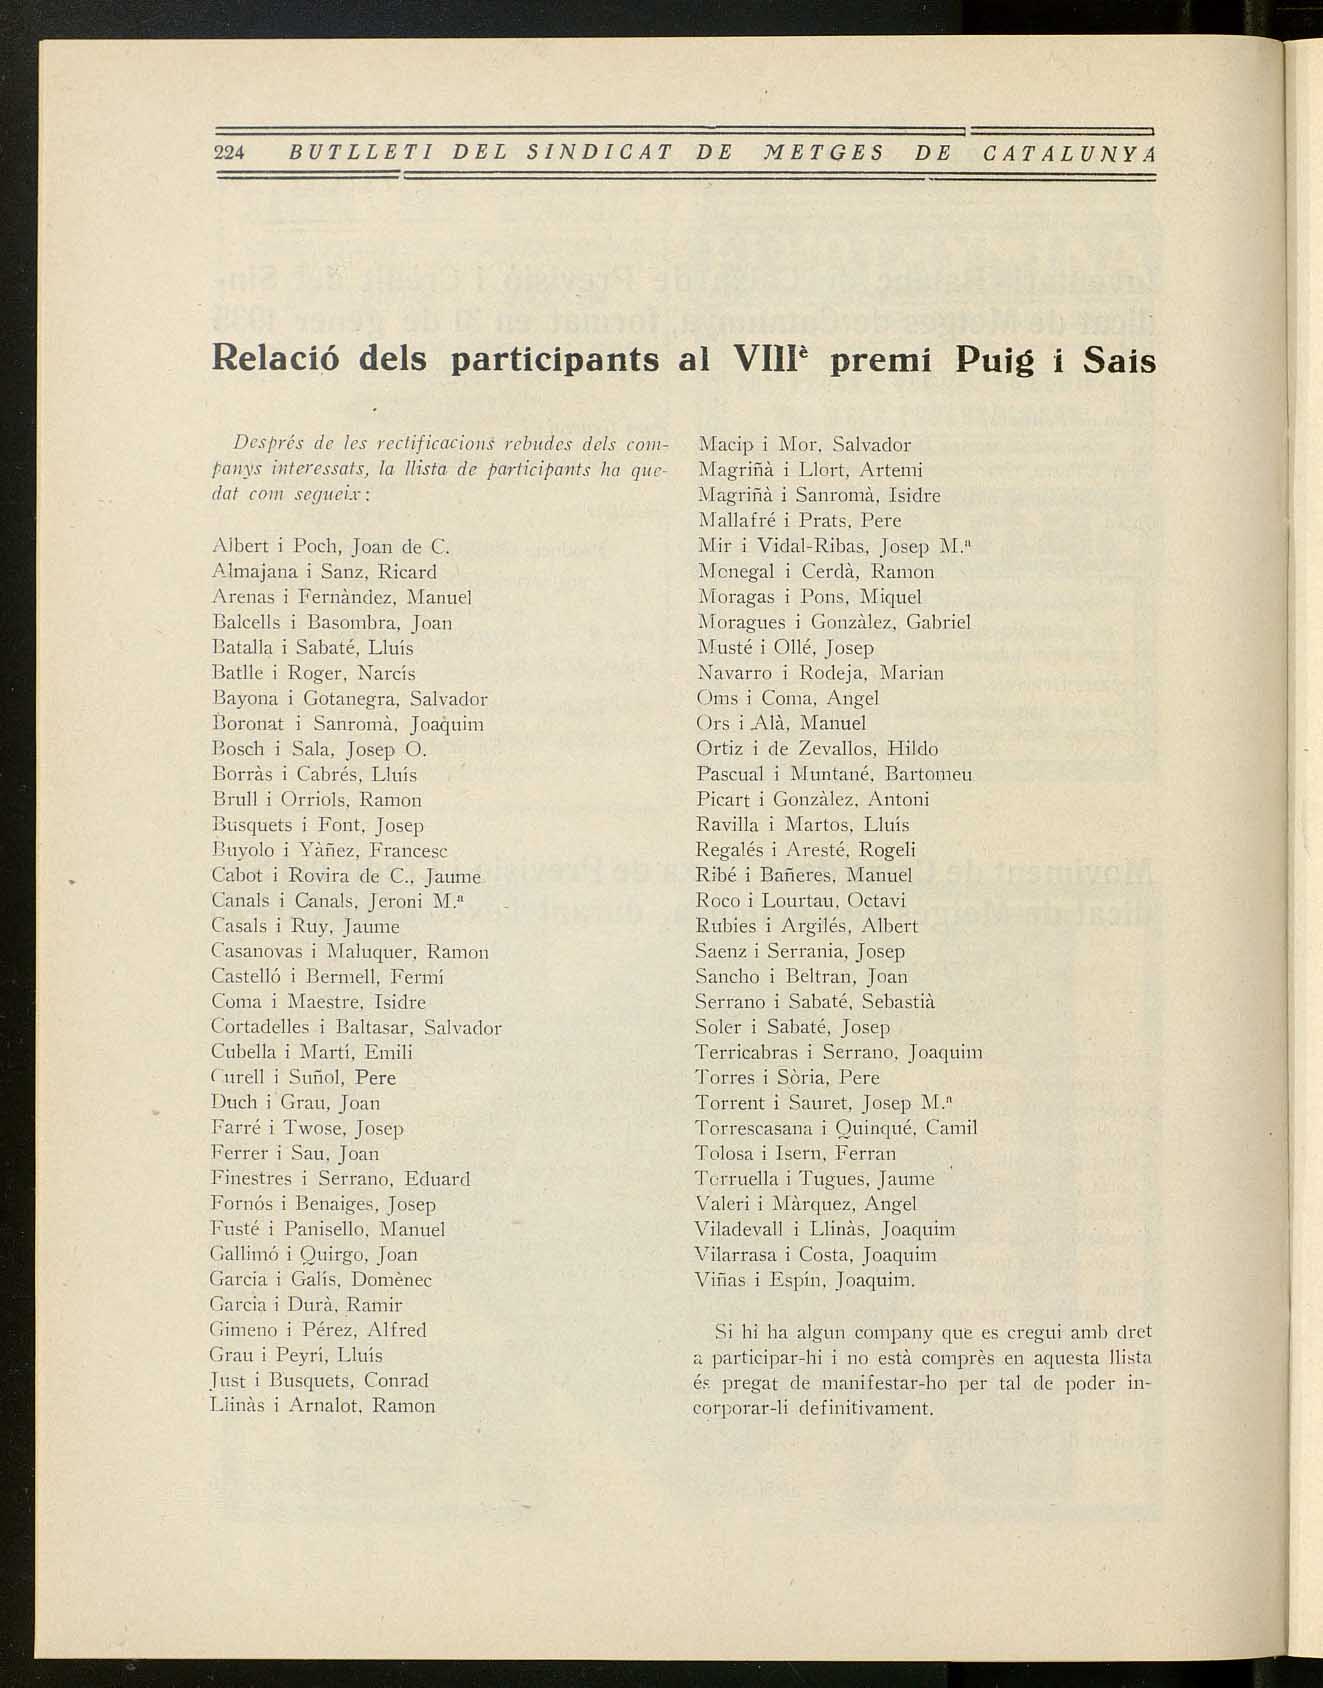 224 BUTLLETI DEL SINDICAT DE METGES DE CATALUNYA
Relació dels participants al VIIIè premi Puig i Sais
Després de les rectificacions rebudes dels com-
panys interessats, la llista de participants ha que-
dat com segueix:
Albert i Poch, Joan de C.
Almajana i Sanz, Ricard
Arenas i Fernàndez, Manuel
Balcells i Basombra, Joan
Batalla i Sabaté, Lluís
Batlle i Roger, Narcís
Bayona i Gotanegra, Salvador
Boronat i Sanromà, Joaquim
Bosch i Sala, Josep O.
Borràs i Cabrés, Lluís
Brull i Orriols, Ramon
Busquets i Font, Josep
Buyolo i Yàñez, Francesc
Cabot i Rovira de C., Jaume
Canals i Canals, Jeroni M.ª
Casals i Ruy, Jaume
Casanovas i Maluquer, Ramon
Castelló i Bermell, Fermí
Coma i Maestre, Isidre
Cortadelles i Baltasar, Salvador
Cubella i Martí, Emili
Curell i Suñol, Pere
Duch i Grau, Joan
Farré i Twose, Josep
Ferrer i Sau, Joan
Finestres i Serrano, Eduard
Fornós i Benaiges, Josep
Fusté i Panisello, Manuel
Gallimó i Quirgo, Joan
García i Galís, Domènec
Garcia i Durà, Ramir
Gimeno i Pérez, Alfred
Grau i Peyrí, Lluís
Just i Busquets, Conrad
Llinàs i Arnalot, Ramon
Macip i Mor, Salvador
Magriñà i Llort, Artemi
Magriñà i Sanromà, Isidre
Mallafré i Prats, Pere
Mir i Vidal-Ribas, Josep M.ª
Monegal i Cerdà, Ramon
Moragas i Pons, Miquel
Moragues i Gonzàlez, Gabriel
Musté i Ollé, Josep
Navarro i Rodeja, Marian
Oms i Coma, Angel
Ors i Alà, Manuel
Ortiz i de Zevallos, Hildo
Pascual i Muntané, Bartomeu
Picart i Gonzàlez, Antoni
Ravilla i Martos, Lluís
Regalés i Aresté, Rogeli
Ribé i Bañeres, Manuel
Roco i Lourtau, Octavi
Rubies i Argilés, Albert
Saenz i Serrania, Josep
Sancho i Beltran, Joan
Serrano i Sabaté, Sebastià
Soler i Sabaté, Josep
Terricabras i Serrano, Joaquim
Torres i Sòria, Pere
Torrent i Sauret, Josep M.ª
Torrescasana i Quinqué, Camil
Tolosa i Isern, Ferran
Torruella i Tugues, Jaume
Valeri i Màrquez, Angel
Viladevall i Llinàs, Joaquim
Vilarrasa i Costa, Joaquim
Viñas i Espín, Joaquim.
Si hi ha algun company que es cregui amb dret
a participar-hi i no està comprès en aquesta llista
és pregat de manifestar-ho per tal de poder in-
corporar-li definitivament.